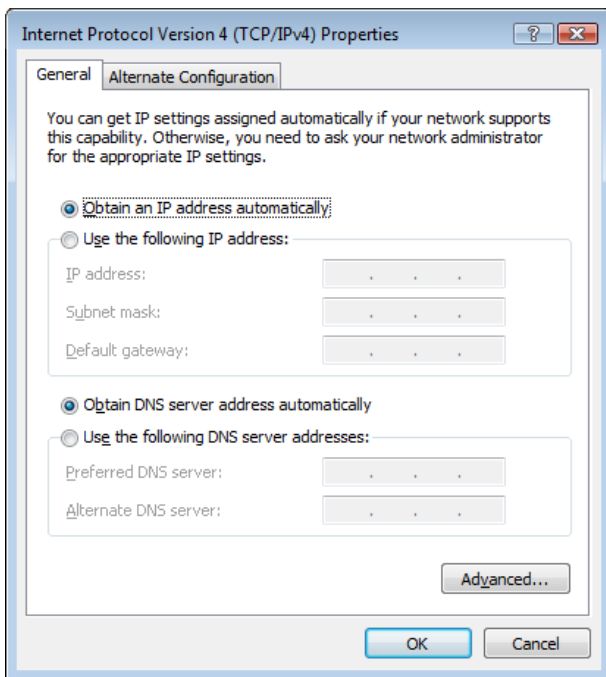 Internet Protocol Version 4 (TCP/IPv4) Properties
General
Alternate Configuration
You can get IP settings assigned automatically if your network supports
this capability. Otherwise, you need to ask your network administrator
for the appropriate IP settings.
Obtain an IP address automatically
Use the following IP address:
IP address:
Subnet mask:
Default gateway:
Obtain DNS server address automatically
Use the following DNS server addresses:
Preferred DNS server:
Alternate DNS server:
Advanced...
OK
Cancel